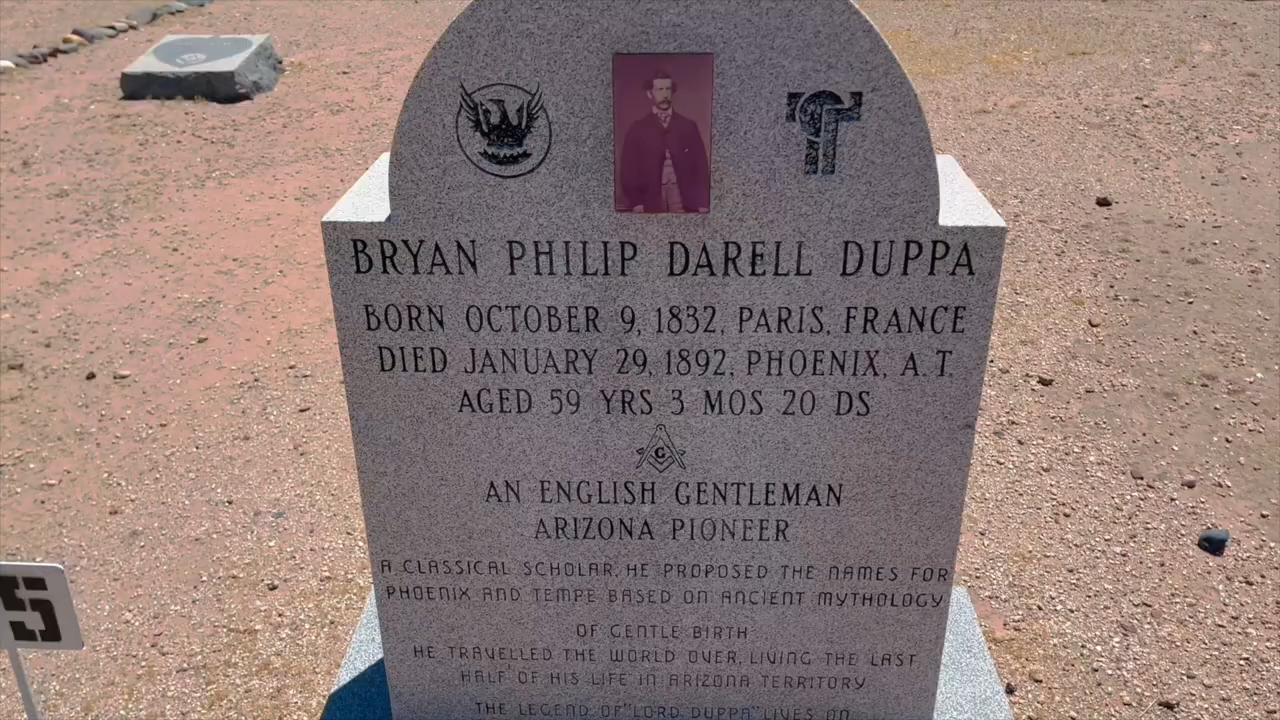 BRYAN PHILIP DARELL DUPPA
BORN OCTOBER 9, 1832, PARIS, FRANCE
DIED JANUARY 29, 1892, PHOENIX, A.T.
AGED 59 YRS 3 MOS 20 DS
G
AN ENGLISH GENTLEMAN
ARIZONA PIONEER
A CLASSICAL SCHOLAR, HE PROPOSED THE NAMES FOR
PHOENIX AND TEMPE BASED ON ANCIENT MYTHOLOGY
OF GENTLE BIRTH
HE TRAVELLED THE WORLD OVER, LIVING THE LAST
HALF OF HIS LIFE IN ARIZONA TERRITORY
THE LEGEND OF "LORD DUPPA" LIVES ON
5